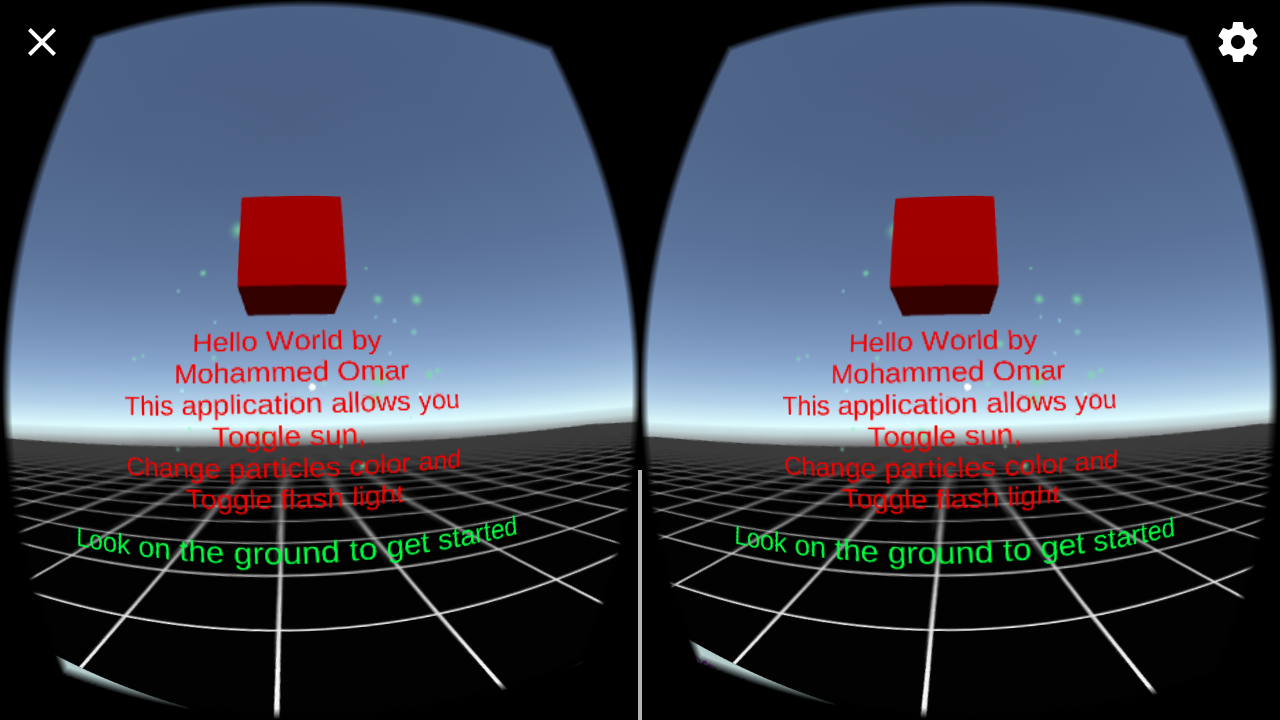 Hello World by
Mohammed Omar
This application allows you
Toggle sun,
Change particles color and
Toggle flash light
Look on the ground to get started
Hello World by
Mohammed Omar
This application allows you
Toggle sun,
Change particles color and
Toggle flash light
Look on the ground to get started